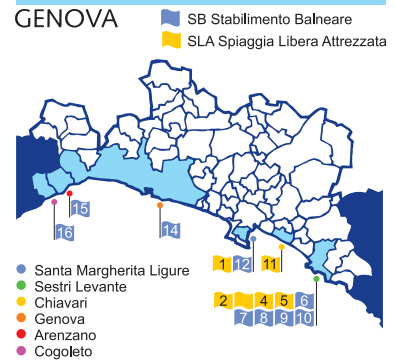 GENOVA
SB Stabilimento Balneare
SLA Spiaggia Libera Attrezzata
15
16
14
1 12 11
2 4 5 6
7 8 9 10
Santa Margherita Ligure
Sestri Levante
Chiavari
Genova
Arenzano
Cogoleto